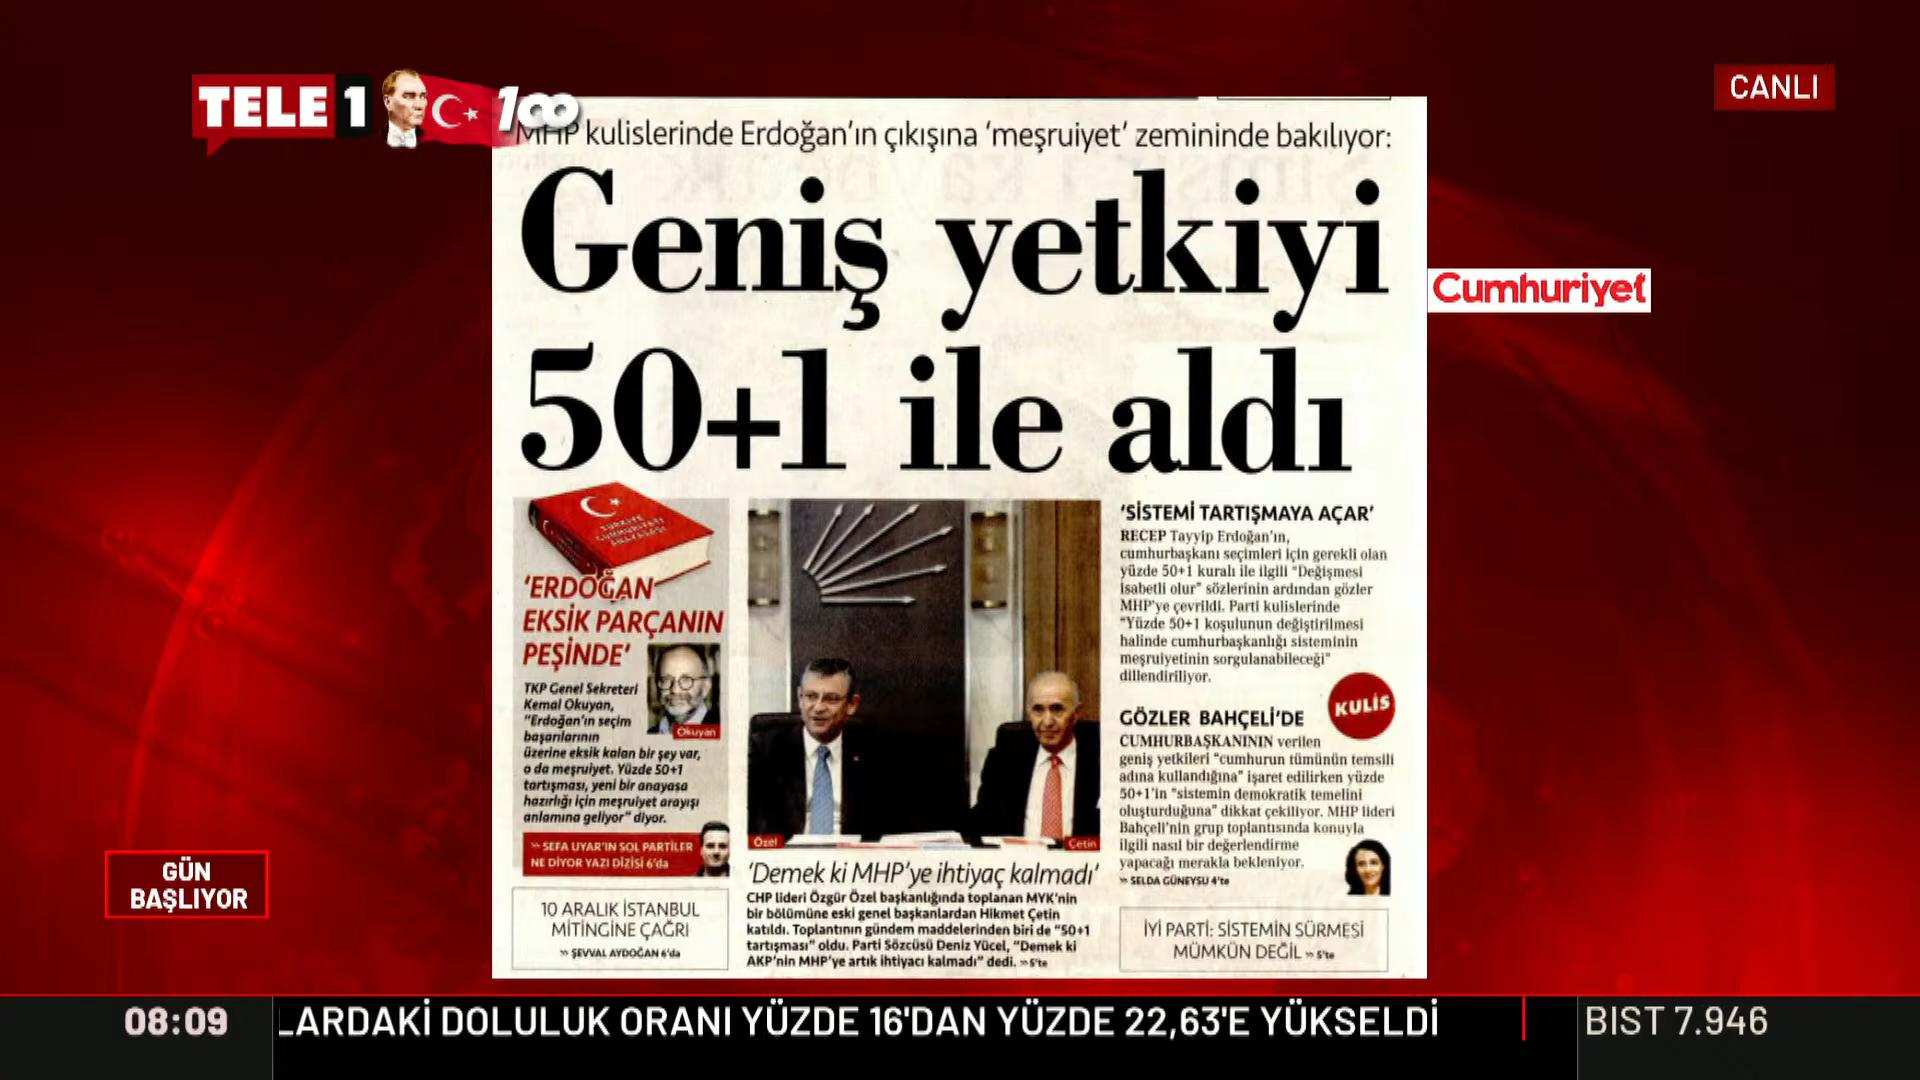 TELE 1
100
CANLI
MHP kulislerinde Erdoğan'ın çıkışına 'meşruiyet' zemininde bakılıyor:
Geniş yetkiyi
50+1 ile aldı
Cumhuriyet
TÜRKİYE
CUMHURİYETİ
ANAYASASI
'ERDOĞAN
EKSİK PARÇANIN
PEŞİNDE'
TKP Genel Sekreteri
Kemal Okuyan,
"Erdoğan'ın seçim
başarılarının
üzerine eksik kalan bir şey var,
o da meşruiyet. Yüzde 50+1
tartışması, yeni bir anayasa
hazırlığı için meşruiyet arayışı
anlamına geliyor" diyor.
Okuyan
» SEFA UYAR'IN SOL PARTİLER
NE DİYOR YAZI DİZİSİ 6'da
10 ARALIK İSTANBUL
MİTİNGİNE ÇAĞRI
» ŞEVVAL AYDOĞAN 6'da
Özel
Çetin
'Demek ki MHP'ye ihtiyaç kalmadı'
CHP lideri Özgür Özel başkanlığında toplanan MYK'nin
bir bölümüne eski genel başkanlardan Hikmet Çetin
katıldı. Toplantının gündem maddelerinden biri de "50+1
tartışması" oldu. Parti Sözcüsü Deniz Yücel, "Demek ki
AKP'nin MHP'ye artık ihtiyacı kalmadı" dedi. » 5'te
'SİSTEMİ TARTIŞMAYA AÇAR'
RECEP Tayyip Erdoğan'ın,
cumhurbaşkanı seçimleri için gerekli olan
yüzde 50+1 kuralı ile ilgili "Değişmesi
isabetli olur" sözlerinin ardından gözler
MHP'ye çevrildi. Parti kulislerinde
"Yüzde 50+1 koşulunun değiştirilmesi
halinde cumhurbaşkanlığı sisteminin
meşruiyetinin sorgulanabileceği"
dillendiriliyor.
KULİS
GÖZLER BAHÇELİ'DE
CUMHURBAŞKANININ verilen
geniş yetkileri "cumhurun tümünün temsili
adına kullandığına" işaret edilirken yüzde
50+1'in "sistemin demokratik temelini
oluşturduğuna" dikkat çekiliyor. MHP lideri
Bahçeli'nin grup toplantısında konuyla
ilgili nasıl bir değerlendirme
yapacağı merakla bekleniyor.
» SELDA GÜNEYSU 4'te
İYİ PARTİ: SİSTEMİN SÜRMESİ
MÜMKÜN DEĞİL » 5'te
GÜN
BAŞLIYOR
08:09
LARDAKİ DOLULUK ORANI YÜZDE 16'DAN YÜZDE 22,63'E YÜKSELDİ
BIST 7.946